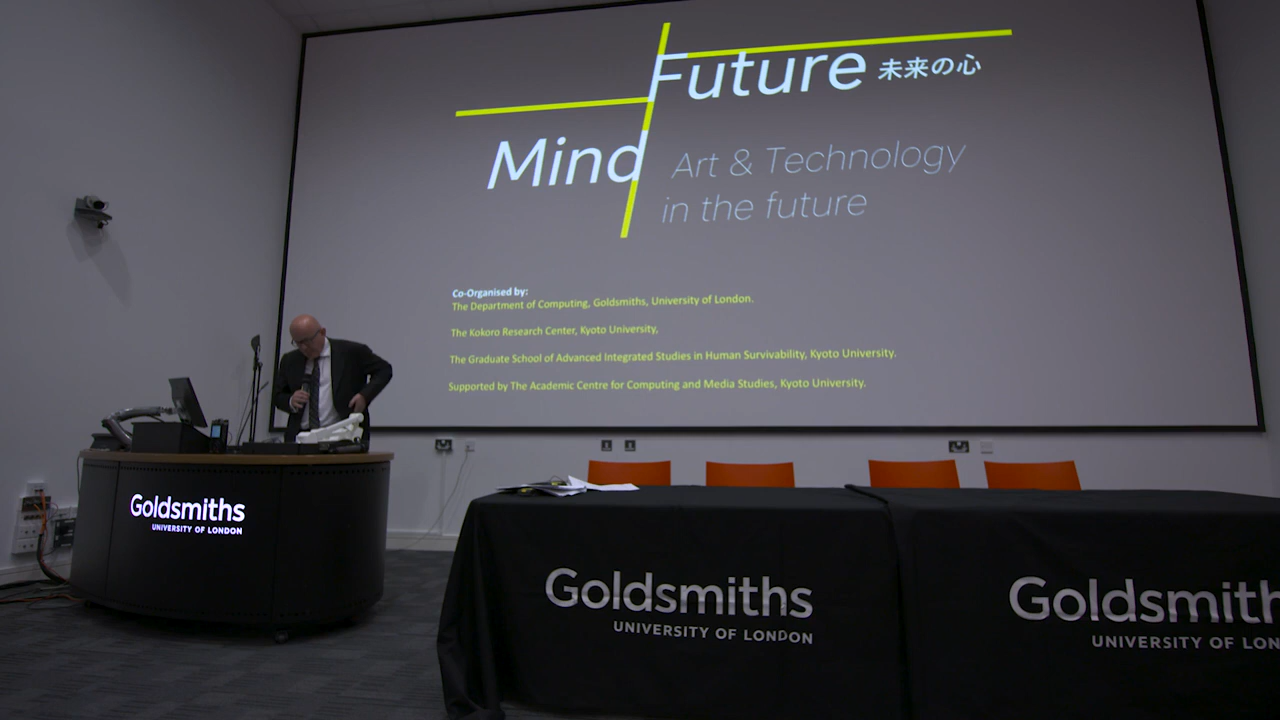 Future 未来の心
Mind
Art & Technology
in the future
Co-Organised by:
The Department of Computing, Goldsmiths, University of London.
The Kokoro Research Center, Kyoto University,
The Graduate School of Advanced Integrated Studies in Human Survivability, Kyoto University.
Supported by The Academic Centre for Computing and Media Studies, Kyoto University.
Goldsmiths
UNIVERSITY OF LONDON
Goldsmiths
UNIVERSITY OF LONDON
Goldsmith
UNIVERSITY OF LON